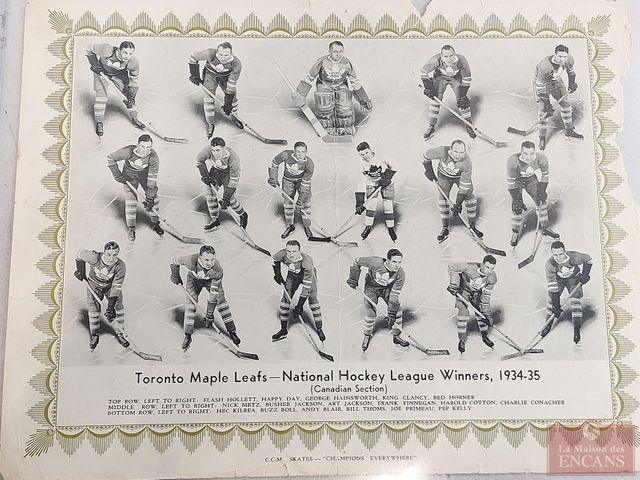 Toronto Maple Leafs—National Hockey League Winners, 1934-35
(Canadian Section)
TOP ROW, LEFT TO RIGHT: FLASH HOLLETT, HAPPY DAY, GEORGE HAINSWORTH, KING CLANCY, RED HORNER
MIDDLE ROW, LEFT TO RIGHT: NICK METZ, BUSHER JACKSON, ART JACKSON, FRANK FINNEGAN, HAROLD COTTON, CHARLIE CONACHER
BOTTOM ROW, LEFT TO RIGHT: HEC KILREA, BUZZ BOLL, ANDY BLAIR, BILL THOMS, JOE PRIMEAU, PEP KELLY
C.C.M. SKATES — "CHAMPIONS EVERYWHERE"
La Maison des
ENCANS